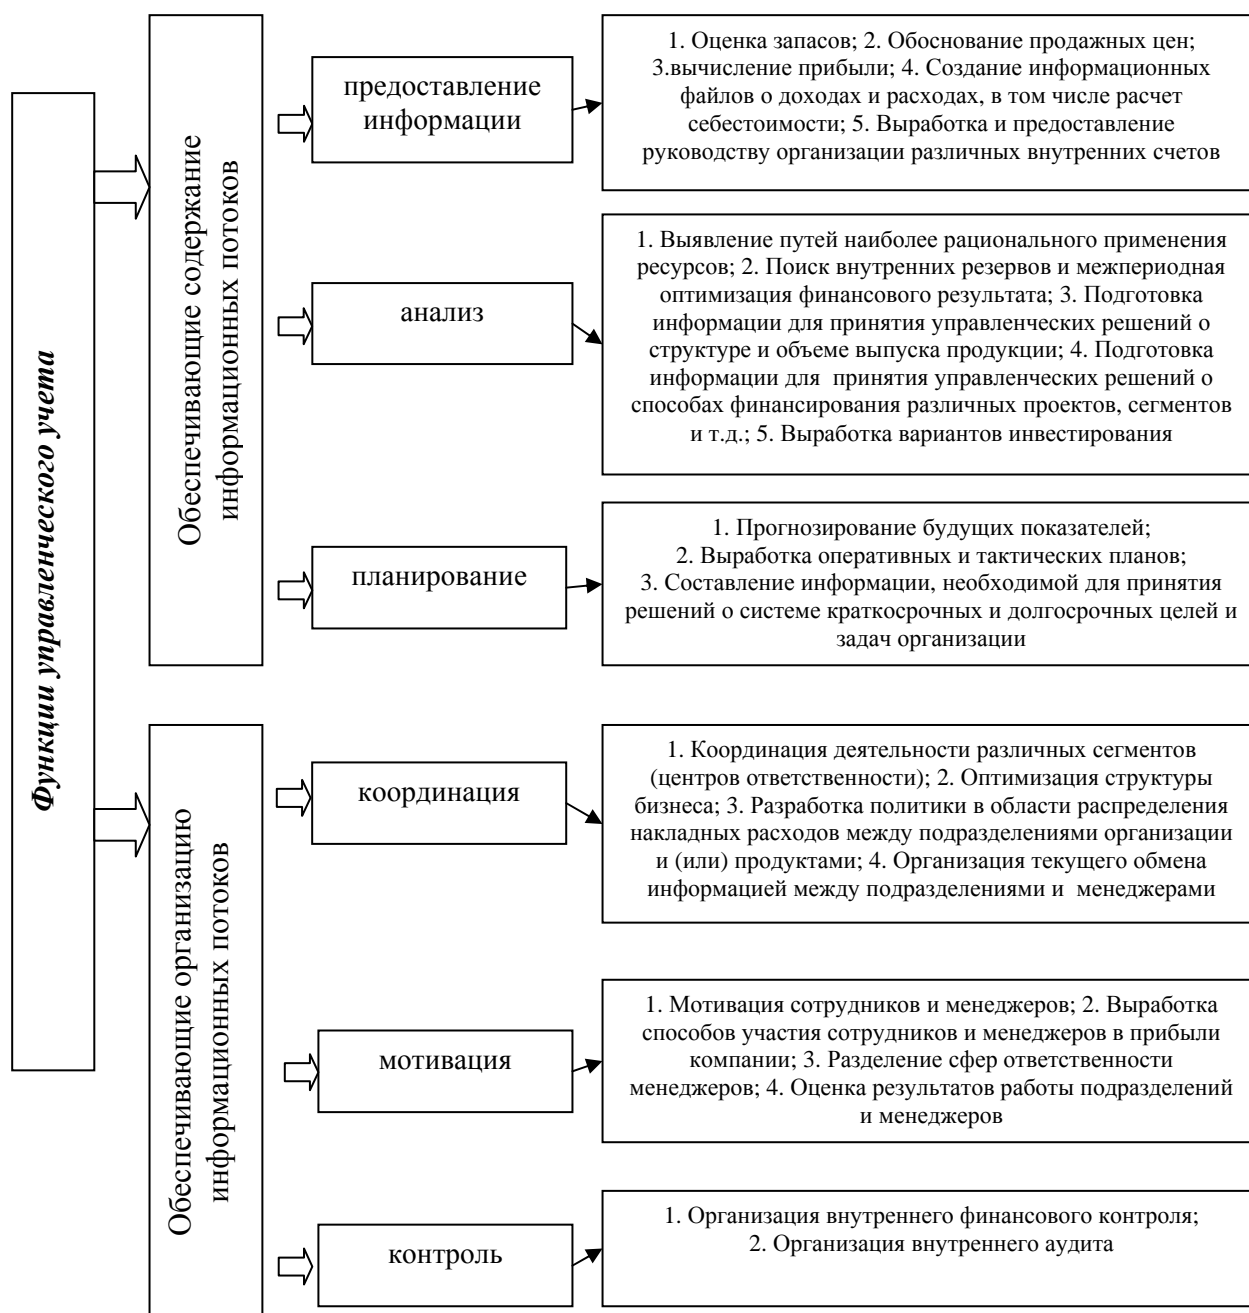 Функции управленческого учета
Обеспечивающие содержание
информационных потоков
предоставление
информации
1. Оценка запасов; 2. Обоснование продажных цен;
3.вычисление прибыли; 4. Создание информационных
файлов о доходах и расходах, в том числе расчет
себестоимости; 5. Выработка и предоставление
руководству организации различных внутренних счетов
анализ
1. Выявление путей наиболее рационального применения
ресурсов; 2. Поиск внутренних резервов и межпериодная
оптимизация финансового результата; 3. Подготовка
информации для принятия управленческих решений о
структуре и объеме выпуска продукции; 4. Подготовка
информации для принятия управленческих решений о
способах финансирования различных проектов, сегментов
и т.д.; 5. Выработка вариантов инвестирования
планирование
1. Прогнозирование будущих показателей;
2. Выработка оперативных и тактических планов;
3. Составление информации, необходимой для принятия
решений о системе краткосрочных и долгосрочных целей и
задач организации
Обеспечивающие организацию
информационных потоков
координация
1. Координация деятельности различных сегментов
(центров ответственности); 2. Оптимизация структуры
бизнеса; 3. Разработка политики в области распределения
накладных расходов между подразделениями организации
и (или) продуктами; 4. Организация текущего обмена
информацией между подразделениями и менеджерами
мотивация
1. Мотивация сотрудников и менеджеров; 2. Выработка
способов участия сотрудников и менеджеров в прибыли
компании; 3. Разделение сфер ответственности
менеджеров; 4. Оценка результатов работы подразделений
и менеджеров
контроль
1. Организация внутреннего финансового контроля;
2. Организация внутреннего аудита